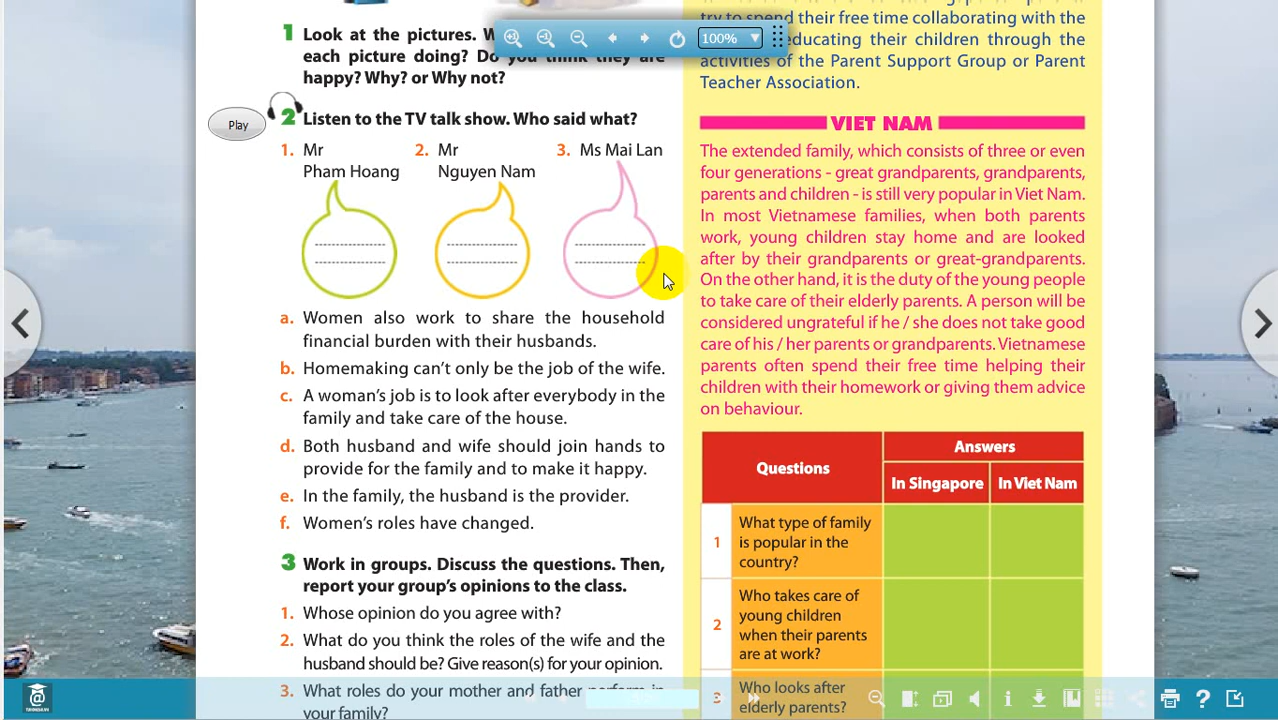 1 Look at the pictures. W
each picture doing? Do you think they are
happy? Why? or Why not?
Play
2 Listen to the TV talk show. Who said what?
1. Mr
Pham Hoang
2. Mr
Nguyen Nam
3. Ms Mai Lan
a. Women also work to share the household
financial burden with their husbands.
b. Homemaking can't only be the job of the wife.
c. A woman's job is to look after everybody in the
family and take care of the house.
d. Both husband and wife should join hands to
provide for the family and to make it happy.
e. In the family, the husband is the provider.
f. Women's roles have changed.
3 Work in groups. Discuss the questions. Then,
report your group's opinions to the class.
1. Whose opinion do you agree with?
2. What do you think the roles of the wife and the
husband should be? Give reason(s) for your opinion.
3. What roles do your mother and father perform in
your family?
100%
try to spend their free time collaborating with the
educating their children through the
activities of the Parent Support Group or Parent
Teacher Association.
VIET NAM
The extended family, which consists of three or even
four generations - great grandparents, grandparents,
parents and children - is still very popular in Viet Nam.
In most Vietnamese families, when both parents
work, young children stay home and are looked
after by their grandparents or great-grandparents.
On the other hand, it is the duty of the young people
to take care of their elderly parents. A person will be
considered ungrateful if he / she does not take good
care of his / her parents or grandparents. Vietnamese
parents often spend their free time helping their
children with their homework or giving them advice
on behaviour.
Questions
Answers
In Singapore
In Viet Nam
1 What type of family
is popular in the
country?
2 Who takes care of
young children
when their parents
are at work?
3 Who looks after
elderly parents?